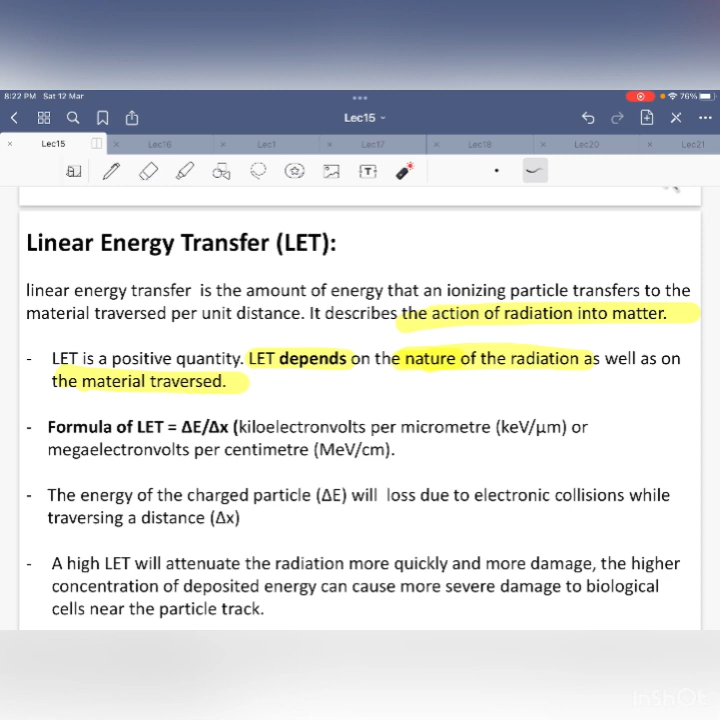 8:22 PM Sat 12 Mar
76%
Lec15
Lec15
Lec16
Lec1
Lec17
Lec18
Lec20
Lec21
Linear Energy Transfer (LET):
linear energy transfer is the amount of energy that an ionizing particle transfers to the
material traversed per unit distance. It describes the action of radiation into matter.
- LET is a positive quantity. LET depends on the nature of the radiation as well as on
the material traversed.
- Formula of LET = ΔE/Δx (kiloelectronvolts per micrometre (keV/μm) or
megaelectronvolts per centimetre (MeV/cm).
- The energy of the charged particle (ΔE) will loss due to electronic collisions while
traversing a distance (Δx)
- A high LET will attenuate the radiation more quickly and more damage, the higher
concentration of deposited energy can cause more severe damage to biological
cells near the particle track.
InShOt